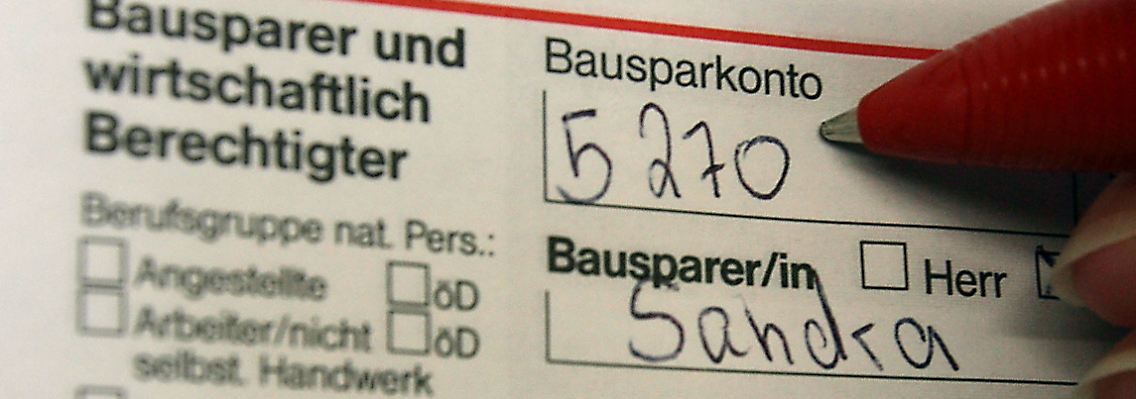 Bausparer und
wirtschaftlich
Berechtigter
Berufsgruppe nat. Pers.:
Angestellte öD
Arbeiter/nicht öD
selbst. Handwerk
Bausparkonto
5270
Bausparer/in Herr
Sandra